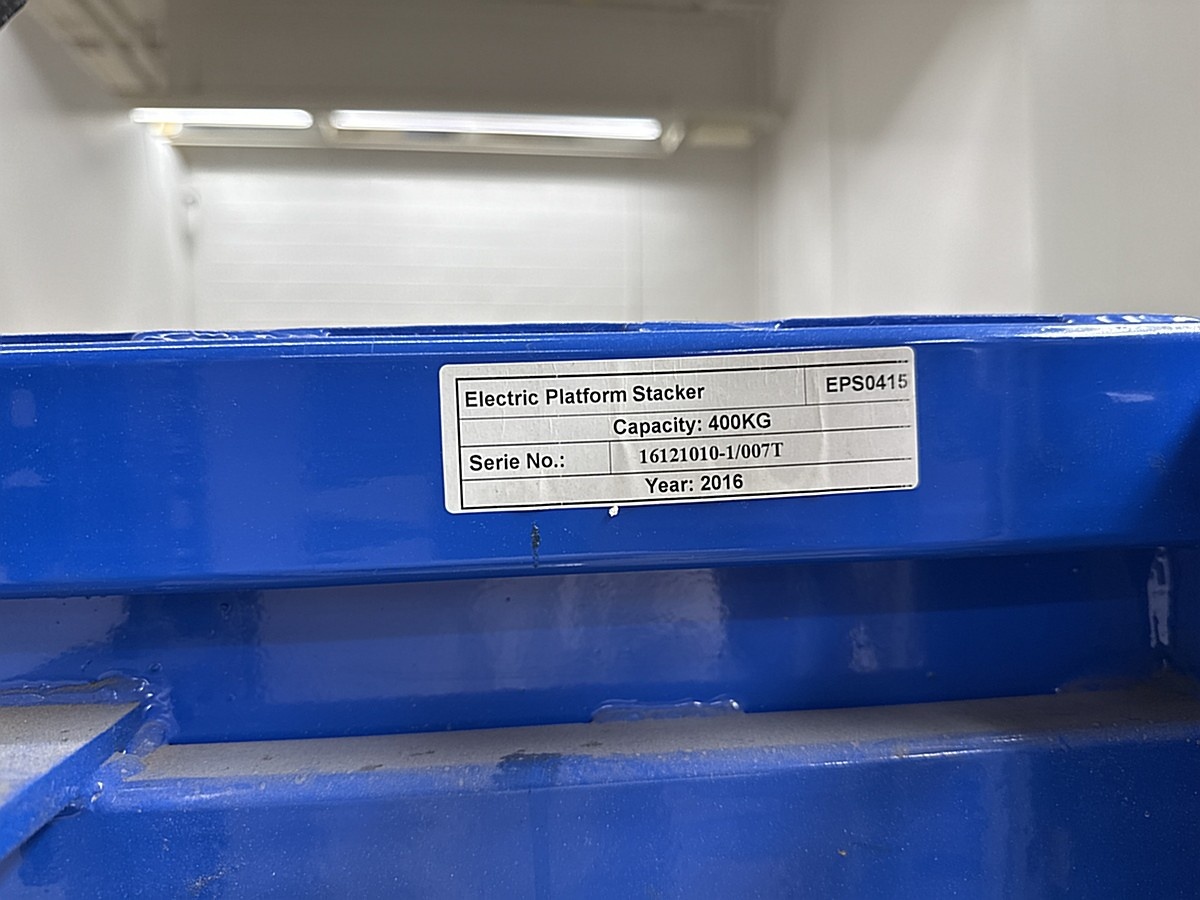 Electric Platform Stacker EPS0415
Capacity: 400KG
Serie No.: 16121010-1/007T
Year: 2016